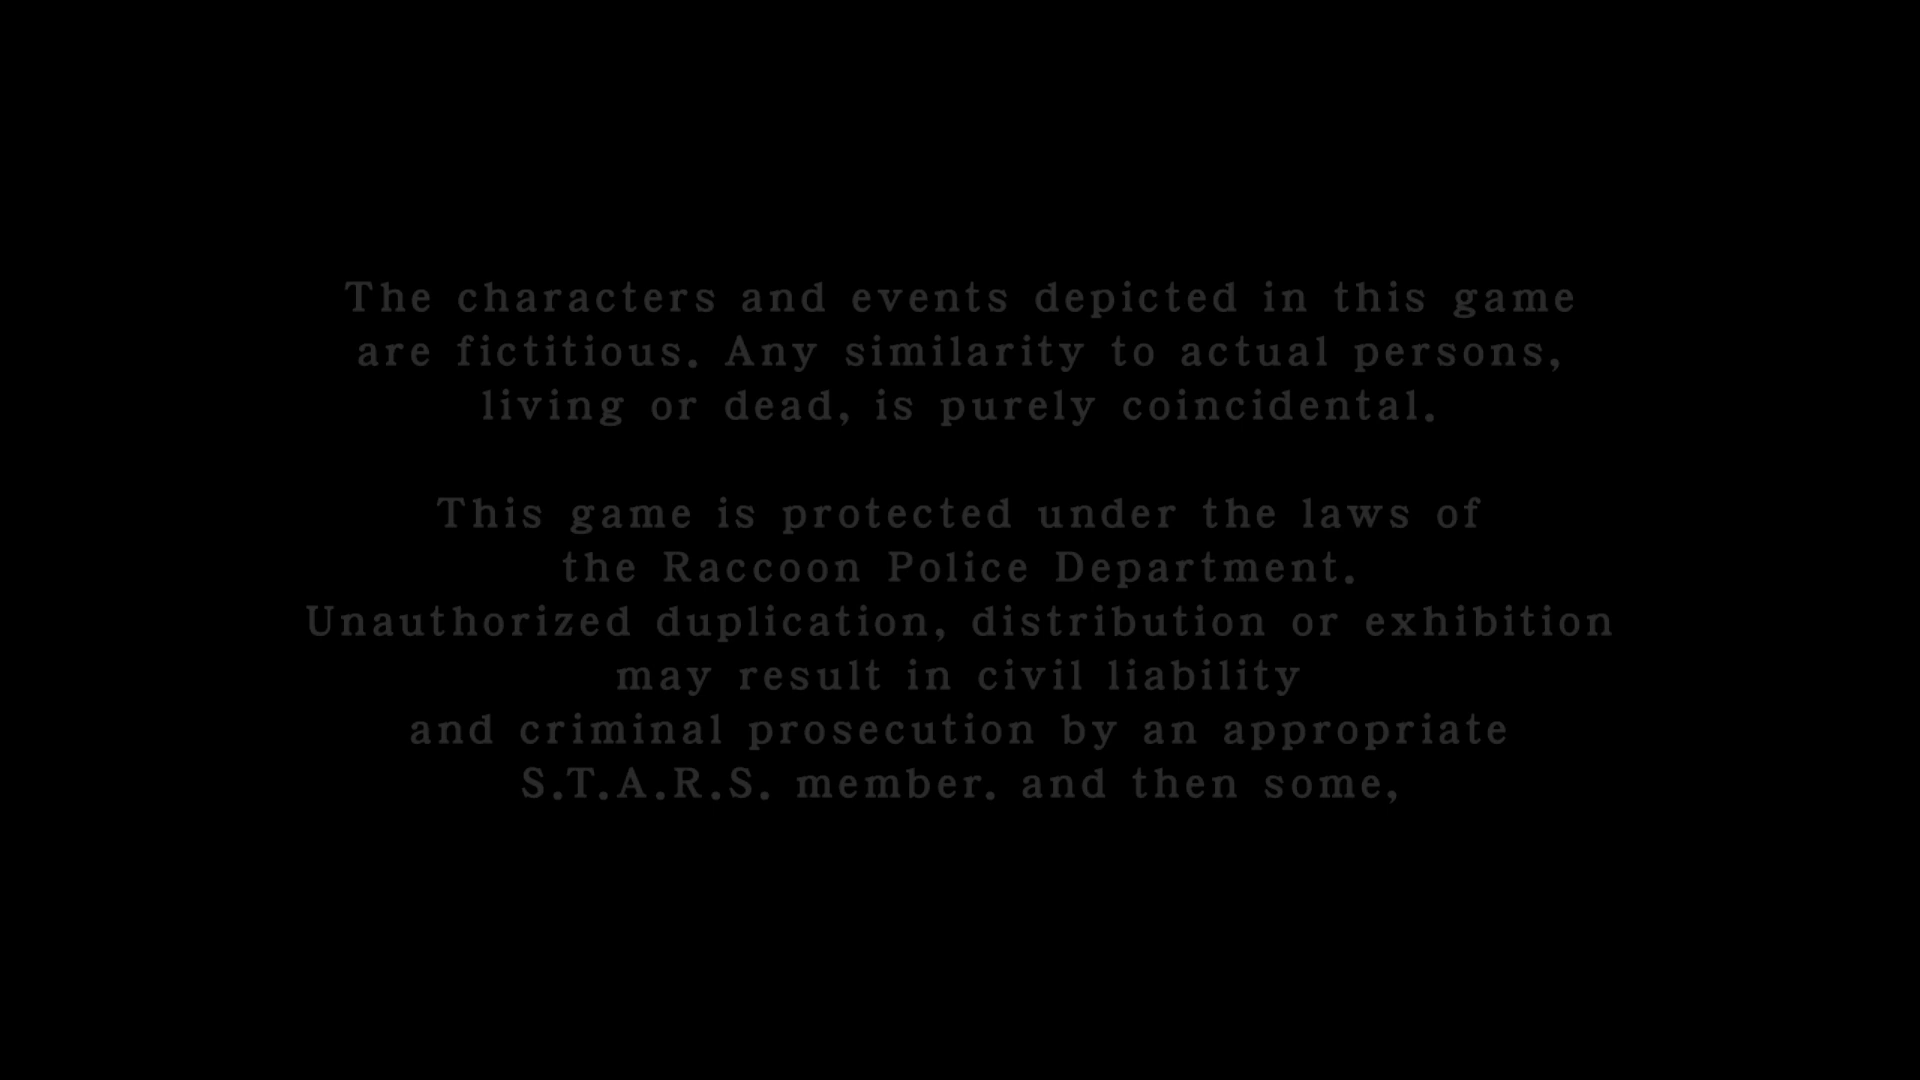 The characters and events depicted in this game
are fictitious. Any similarity to actual persons,
living or dead, is purely coincidental.
This game is protected under the laws of
the Raccoon Police Department.
Unauthorized duplication, distribution or exhibition
may result in civil liability
and criminal prosecution by an appropriate
S.T.A.R.S. member. and then some,